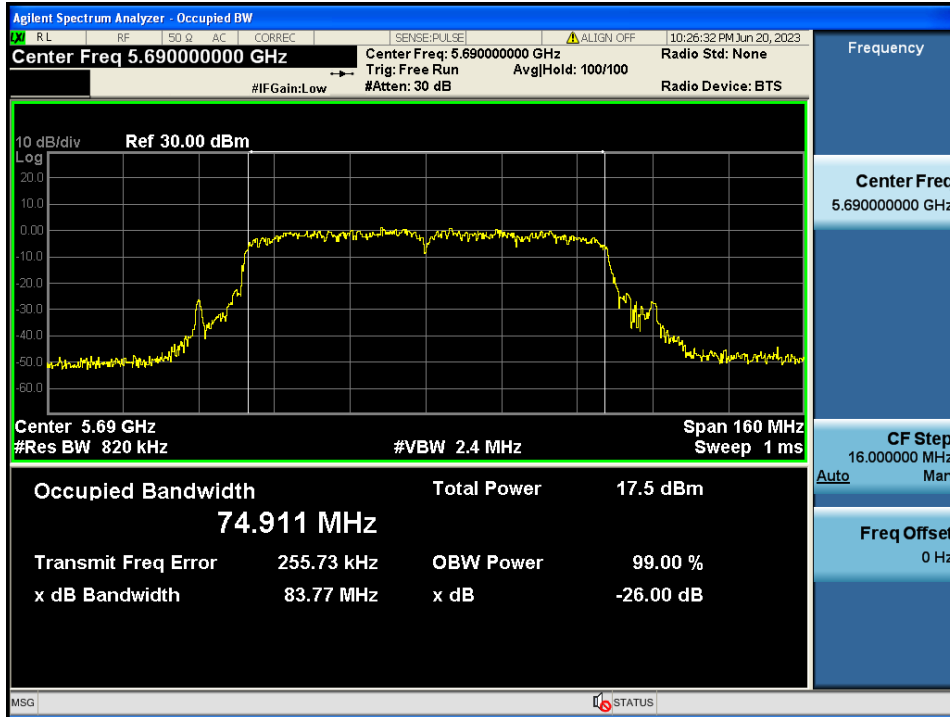 Agilent Spectrum Analyzer - Occupied BW
LXI RL RF 50 Ω AC CORREC SENSE:PULSE ALIGN OFF 10:26:32 PM Jun 20, 2023
Center Freq 5.690000000 GHz
Center Freq: 5.690000000 GHz Radio Std: None
Trig: Free Run Avg|Hold: 100/100
#IFGain:Low #Atten: 30 dB Radio Device: BTS
10 dB/div Ref 30.00 dBm
Log
20.0
10.0
0.00
-10.0
-20.0
-30.0
-40.0
-50.0
-60.0
Center 5.69 GHz Span 160 MHz
#Res BW 820 kHz #VBW 2.4 MHz Sweep 1 ms
Occupied Bandwidth Total Power 17.5 dBm
74.911 MHz
Transmit Freq Error 255.73 kHz OBW Power 99.00 %
x dB Bandwidth 83.77 MHz x dB -26.00 dB
MSG STATUS
Frequency
Center Freq
5.690000000 GHz
CF Step
16.000000 MHz
Auto Man
Freq Offset
0 Hz